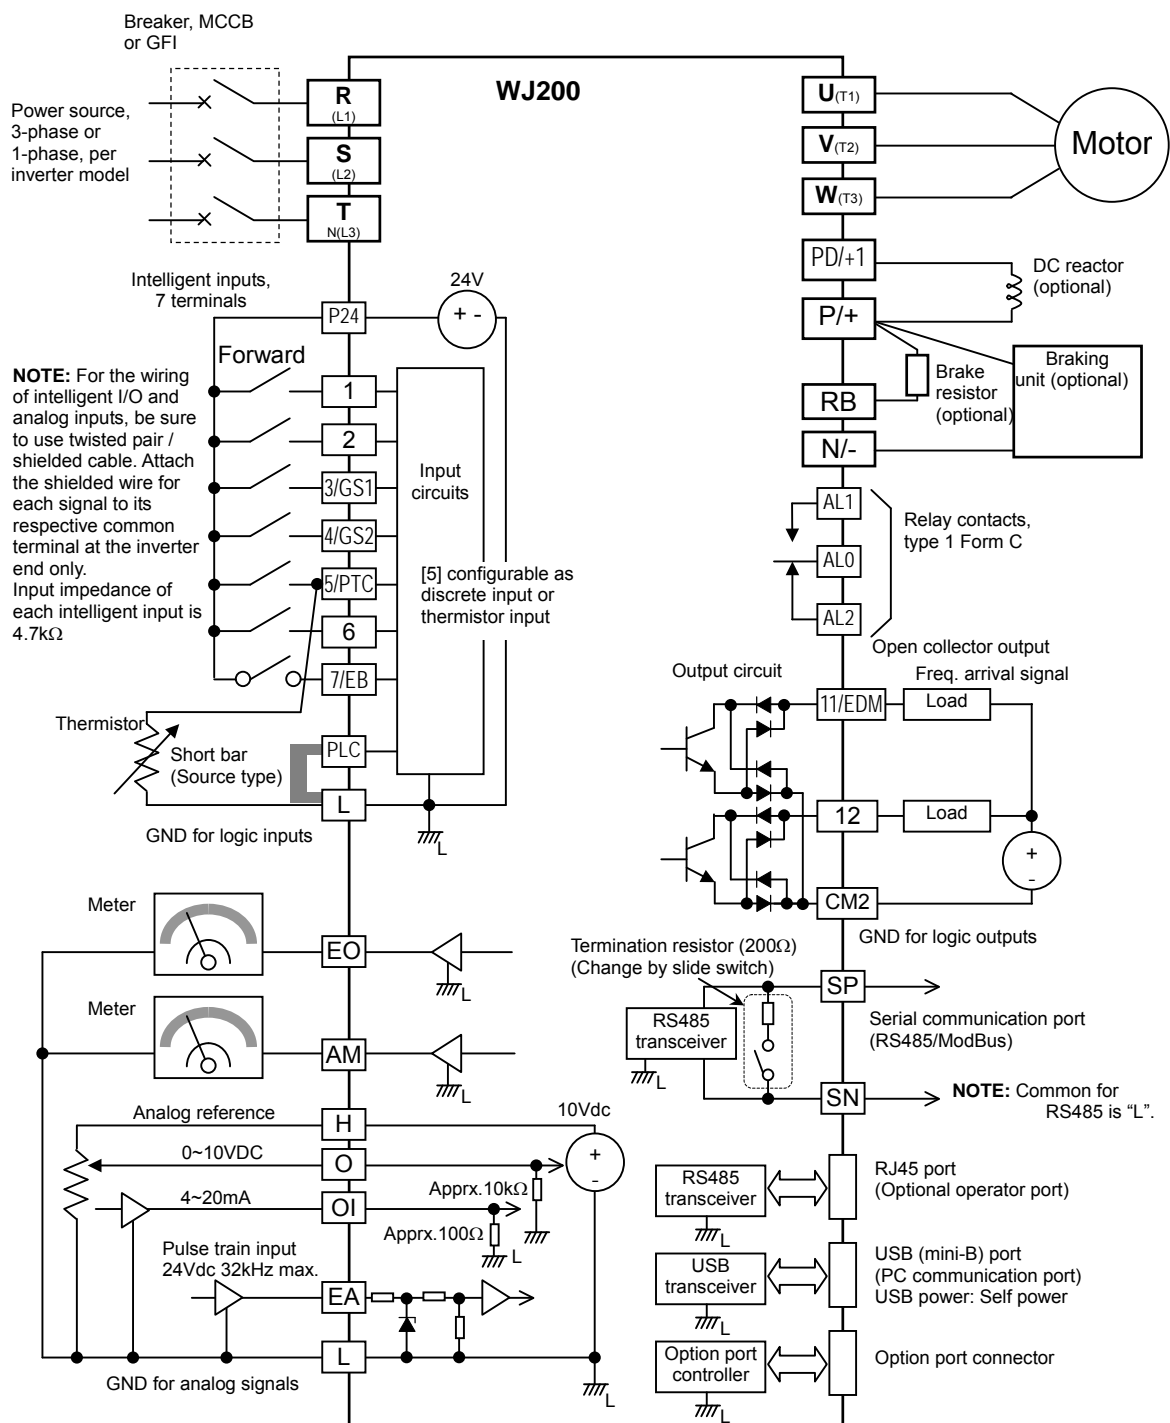 Breaker, MCCB
or GFI
WJ200
Power source,
3-phase or
1-phase, per
inverter model
R
(L1)
S
(L2)
T
N(L3)
U(T1)
V(T2)
W(T3)
Motor
PD/+1
P/+
RB
N/-
DC reactor
(optional)
Brake
resistor
(optional)
Braking
unit (optional)
Intelligent inputs,
7 terminals
24V
+ -
P24
Forward
NOTE: For the wiring
of intelligent I/O and
analog inputs, be sure
to use twisted pair /
shielded cable. Attach
the shielded wire for
each signal to its
respective common
terminal at the inverter
end only.
Input impedance of
each intelligent input is
4.7kΩ
1
2
3/GS1
4/GS2
5/PTC
6
7/EB
PLC
L
Input
circuits
[5] configurable as
discrete input or
thermistor input
Thermistor
Short bar
(Source type)
GND for logic inputs
L
AL1
AL0
AL2
Relay contacts,
type 1 Form C
Open collector output
Output circuit
Freq. arrival signal
11/EDM
Load
12
Load
+
-
CM2
GND for logic outputs
Meter
EO
L
Meter
AM
L
Termination resistor (200Ω)
(Change by slide switch)
RS485
transceiver
L
SP
SN
Serial communication port
(RS485/ModBus)
NOTE: Common for
RS485 is “L”.
Analog reference
H
10Vdc
0~10VDC
O
+
-
4~20mA
OI
Apprx.10kΩ
Apprx.100Ω
L
Pulse train input
24Vdc 32kHz max.
EA
L
GND for analog signals
L
RS485
transceiver
L
RJ45 port
(Optional operator port)
USB
transceiver
L
USB (mini-B) port
(PC communication port)
USB power: Self power
Option port
controller
L
Option port connector